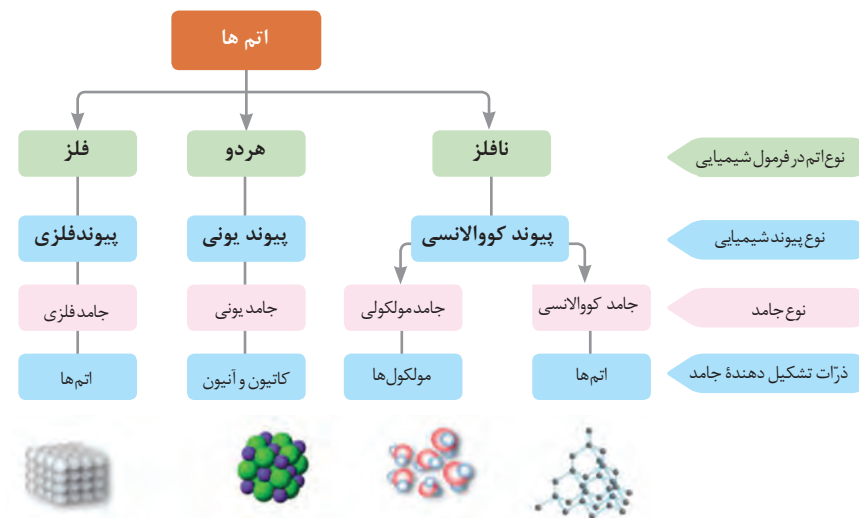 اتم ها
نوع اتم در فرمول شیمیایی
نافلز
هردو
فلز
نوع پیوند شیمیایی
پیوند کووالانسی
پیوند یونی
پیوندفلزی
نوع جامد
جامد کووالانسی
جامد مولکولی
جامد یونی
جامد فلزی
ذرّات تشکیل دهندهٔ جامد
اتم‌ها
مولکول‌ها
کاتیون و آنیون
اتم‌ها